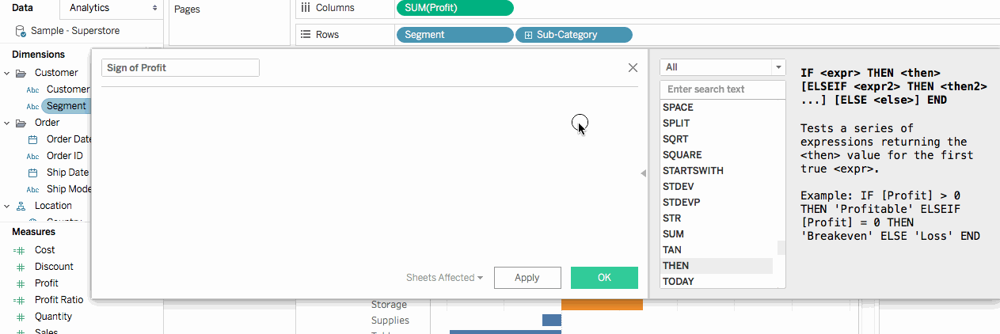 Data
Analytics
Pages
Columns
SUM(Profit)
Sample - Superstore
Rows
Segment
Sub-Category
Dimensions
Customer
Abc Customer
Abc Segment
Order
Order Date
Abc Order ID
Ship Date
Abc Ship Mode
Location
Measures
Cost
Discount
Profit
Profit Ratio
Quantity
Sales
Sign of Profit
Sheets Affected
Apply
OK
All
Enter search text
SPACE
SPLIT
SQRT
SQUARE
STARTSWITH
STDEV
STDEVP
STR
SUM
TAN
THEN
TODAY
IF <expr> THEN <then>
[ELSEIF <expr2> THEN <then2>
...] [ELSE <else>] END
Tests a series of
expressions returning the
<then> value for the first
true <expr>.
Example: IF [Profit] > 0
THEN 'Profitable' ELSEIF
[Profit] = 0 THEN
'Breakeven' ELSE 'Loss' END
Storage
Supplies